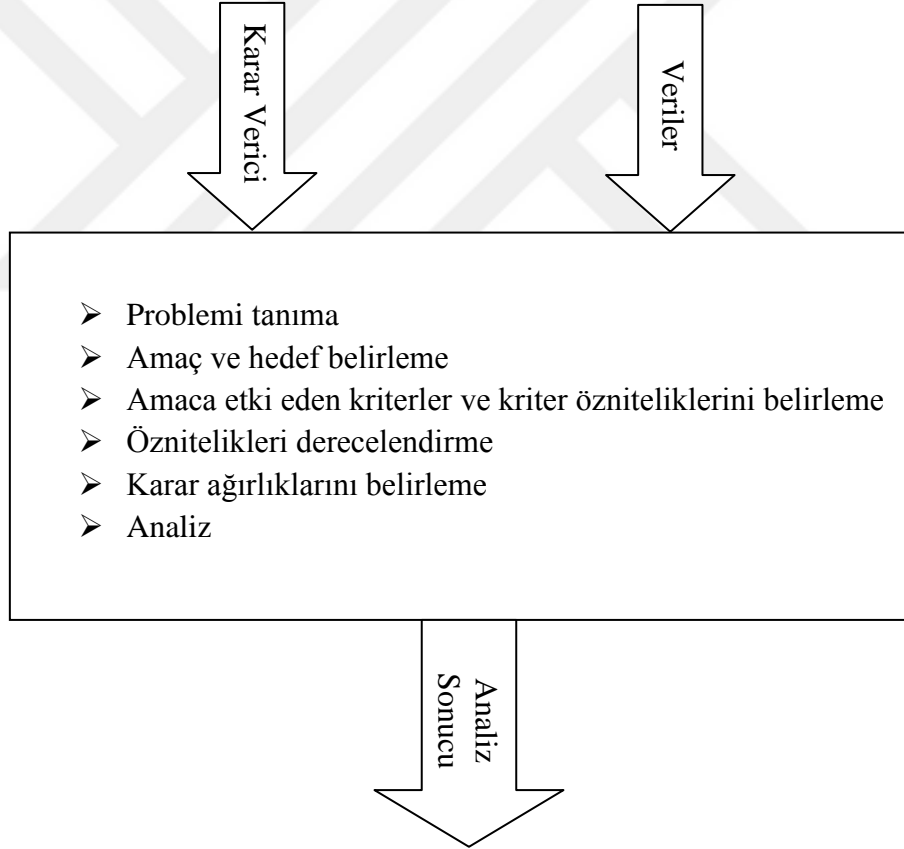 Karar Verici
Veriler
➢ Problemi tanıma
➢ Amaç ve hedef belirleme
➢ Amaca etki eden kriterler ve kriter özniteliklerini belirleme
➢ Öznitelikleri derecelendirme
➢ Karar ağırlıklarını belirleme
➢ Analiz
Analiz
Sonucu